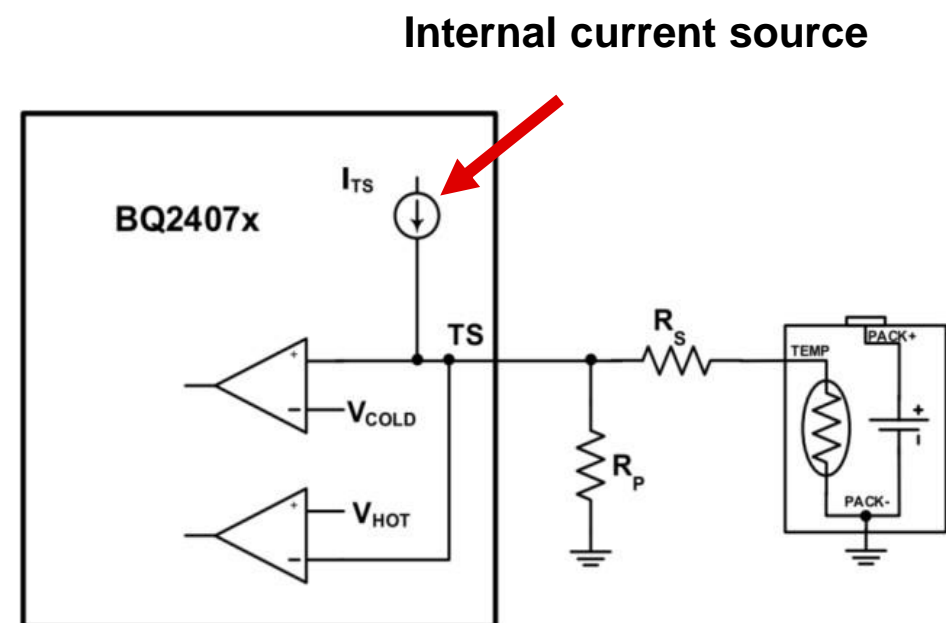 Internal current source
BQ2407x
ITS
TS
RS
PACK+
TEMP
+
−
VCOLD
+
−
RP
+
VHOT
−
PACK-
+
−